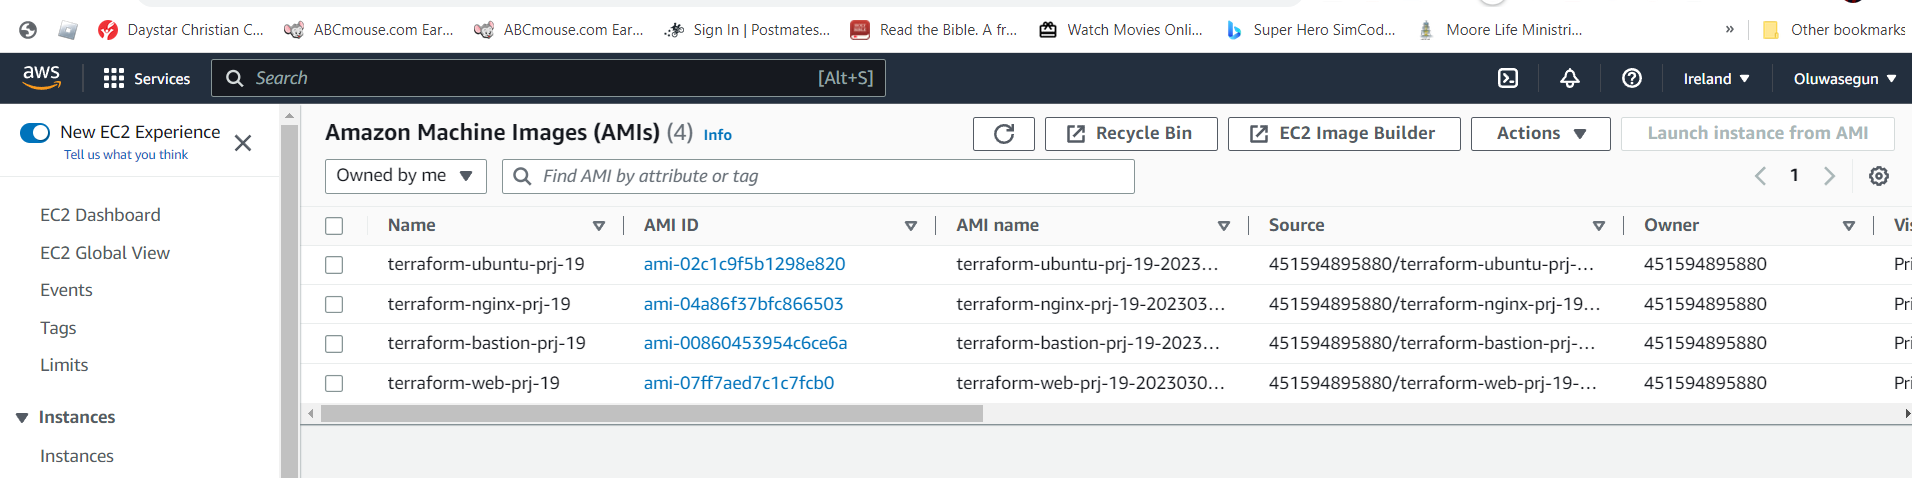 Daystar Christian C... ABCmouse.com Ear... ABCmouse.com Ear... Sign In | Postmates... Read the Bible. A fr... Watch Movies Onli... Super Hero SimCod... Moore Life Ministri... » Other bookmarks
aws Services Search [Alt+S] Ireland ▼ Oluwasegun ▼
New EC2 Experience
Tell us what you think
EC2 Dashboard
EC2 Global View
Events
Tags
Limits
Instances
Instances
Amazon Machine Images (AMIs) (4) Info Recycle Bin EC2 Image Builder Actions Launch instance from AMI
Owned by me Find AMI by attribute or tag 1
Name AMI ID AMI name Source Owner Vis
terraform-ubuntu-prj-19 ami-02c1c9f5b1298e820 terraform-ubuntu-prj-19-2023... 451594895880/terraform-ubuntu-prj-... 451594895880 Pri
terraform-nginx-prj-19 ami-04a86f37bfc866503 terraform-nginx-prj-19-202303... 451594895880/terraform-nginx-prj-19... 451594895880 Pri
terraform-bastion-prj-19 ami-00860453954c6ce6a terraform-bastion-prj-19-2023... 451594895880/terraform-bastion-prj-... 451594895880 Pri
terraform-web-prj-19 ami-07ff7aed7c1c7fcb0 terraform-web-prj-19-2023030... 451594895880/terraform-web-prj-19-... 451594895880 Pri